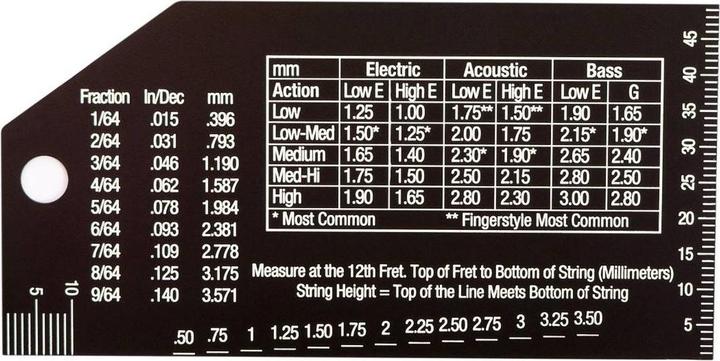 Fraction In/Dec mm
1/64 .015 .396
2/64 .031 .793
3/64 .046 1.190
4/64 .062 1.587
5/64 .078 1.984
6/64 .093 2.381
7/64 .109 2.778
8/64 .125 3.175
9/64 .140 3.571
mm Electric Acoustic Bass
Action Low E High E Low E High E Low E G
Low 1.25 1.00 1.75** 1.50** 1.90 1.65
Low-Med 1.50* 1.25* 2.00 1.75 2.15* 1.90*
Medium 1.65 1.40 2.30* 1.90* 2.65 2.40
Med-Hi 1.75 1.50 2.50 2.15 2.80 2.50
High 1.90 1.65 2.80 2.30 3.00 2.80
* Most Common ** Fingerstyle Most Common
Measure at the 12th Fret. Top of Fret to Bottom of String (Millimeters)
String Height = Top of the Line Meets Bottom of String
.50 .75 1 1.25 1.50 1.75 2 2.25 2.50 2.75 3 3.25 3.50
5 10
45
40
35
30
25
20
15
10
5